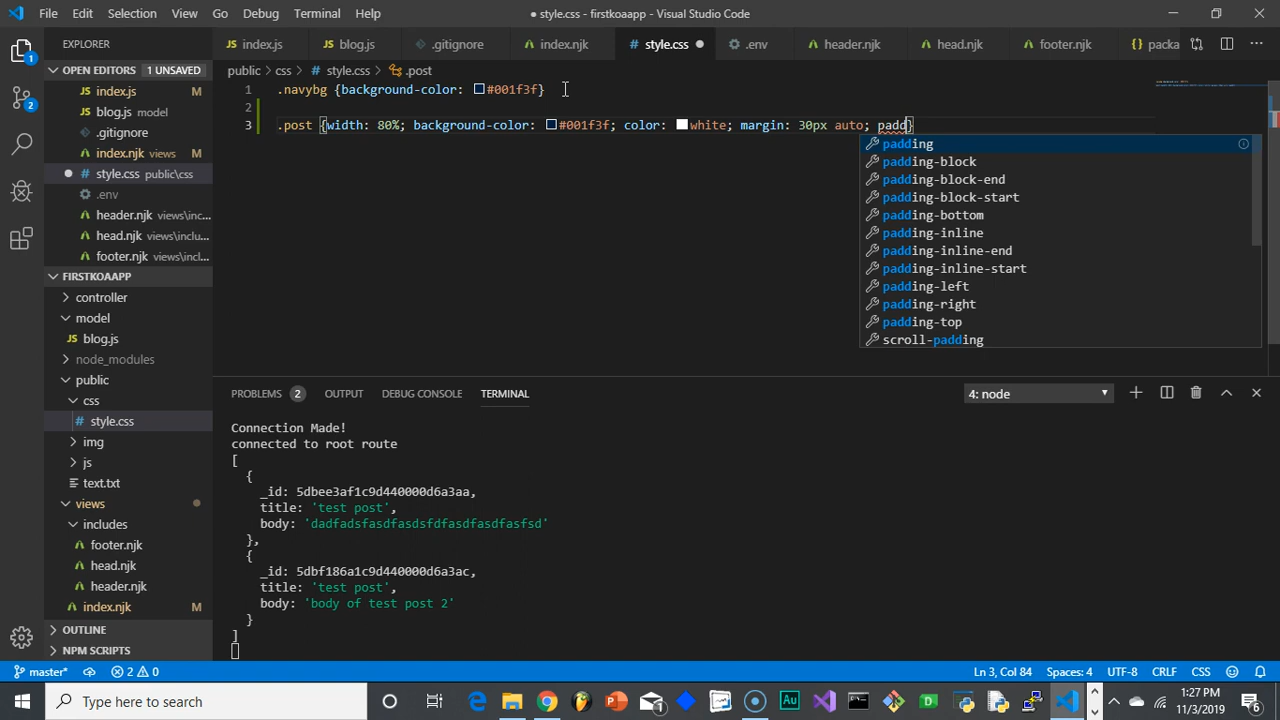 File Edit Selection View Go Debug Terminal Help
● style.css - firstkoaapp - Visual Studio Code
EXPLORER
index.js
blog.js
.gitignore
index.njk
style.css
.env
header.njk
head.njk
footer.njk
packa
OPEN EDITORS 1 UNSAVED
public > css > # style.css > .post
index.js M
blog.js model
.gitignore
index.njk M
# style.css public\css
.env
header.njk views\inc...
head.njk views\inclu...
footer.njk views\incl...
FIRSTKOAAPP
controller
model
blog.js
node_modules
public
css
# style.css
img
js
text.txt
views
includes
footer.njk
head.njk
header.njk
index.njk M
OUTLINE
NPM SCRIPTS
1 .navybg {background-color: #001f3f}
2
3 .post {width: 80%; background-color: #001f3f; color: white; margin: 30px auto; padd}
padding
padding-block
padding-block-end
padding-block-start
padding-bottom
padding-inline
padding-inline-end
padding-inline-start
padding-left
padding-right
padding-top
scroll-padding
PROBLEMS 2 OUTPUT DEBUG CONSOLE TERMINAL
4: node
Connection Made!
connected to root route
[
{
_id: 5dbee3af1c9d440000d6a3aa,
title: 'test post',
body: 'dadfadsfasdfasdsfdfasdfasdfasfsd'
},
{
_id: 5dbf186a1c9d440000d6a3ac,
title: 'test post',
body: 'body of test post 2'
}
]
master* 2 0
Ln 3, Col 84 Spaces: 4 UTF-8 CRLF CSS
Type here to search
1:27 PM
11/3/2019